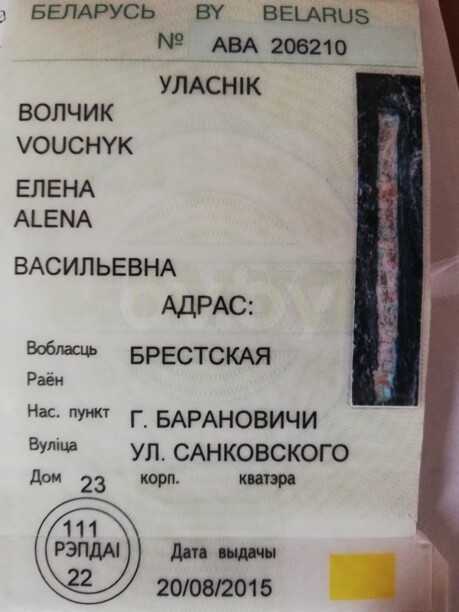 БЕЛАРУСЬ BY BELARUS
№ ABA 206210
УЛАСНІК
ВОЛЧИК
VOUCHYK
ЕЛЕНА
ALENA
ВАСИЛЬЕВНА
АДРАС:
Вобласць БРЕСТСКАЯ
Раён
Нас. пункт Г. БАРАНОВИЧИ
Вуліца УЛ. САНКОВСКОГО
Дом 23 корп. кватэра
111
РЭПДАІ
22
Дата выдачы
20/08/2015